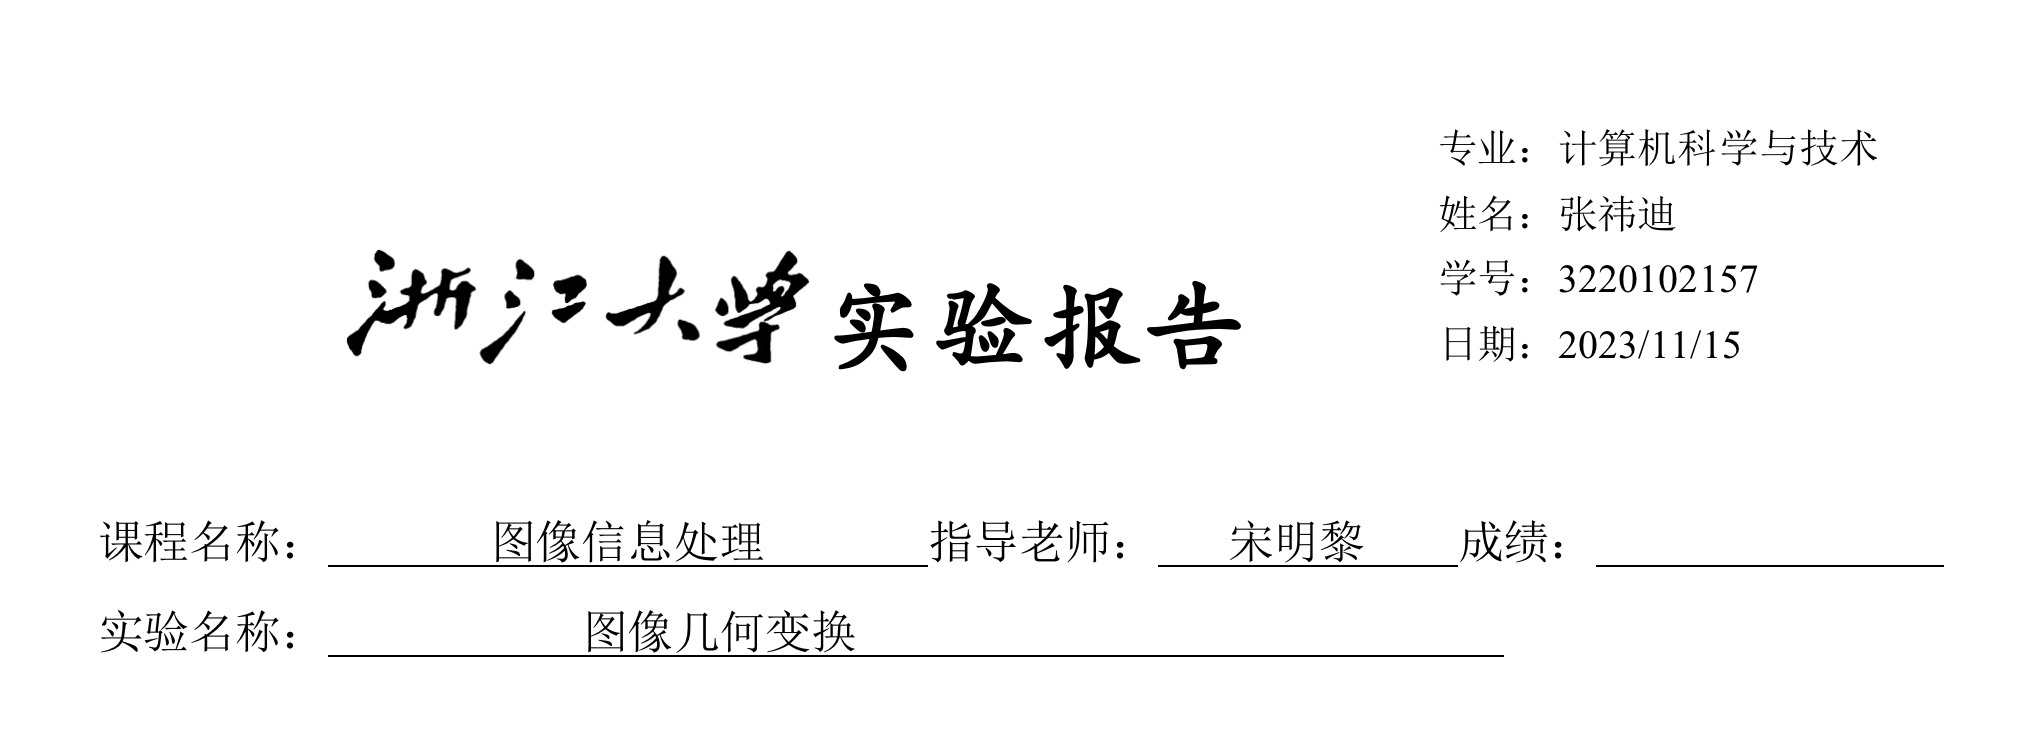 专业：计算机科学与技术
姓名：张祎迪
学号：3220102157
日期：2023/11/15
浙江大学实验报告
课程名称：图像信息处理指导老师：宋明黎成绩：
实验名称：图像几何变换